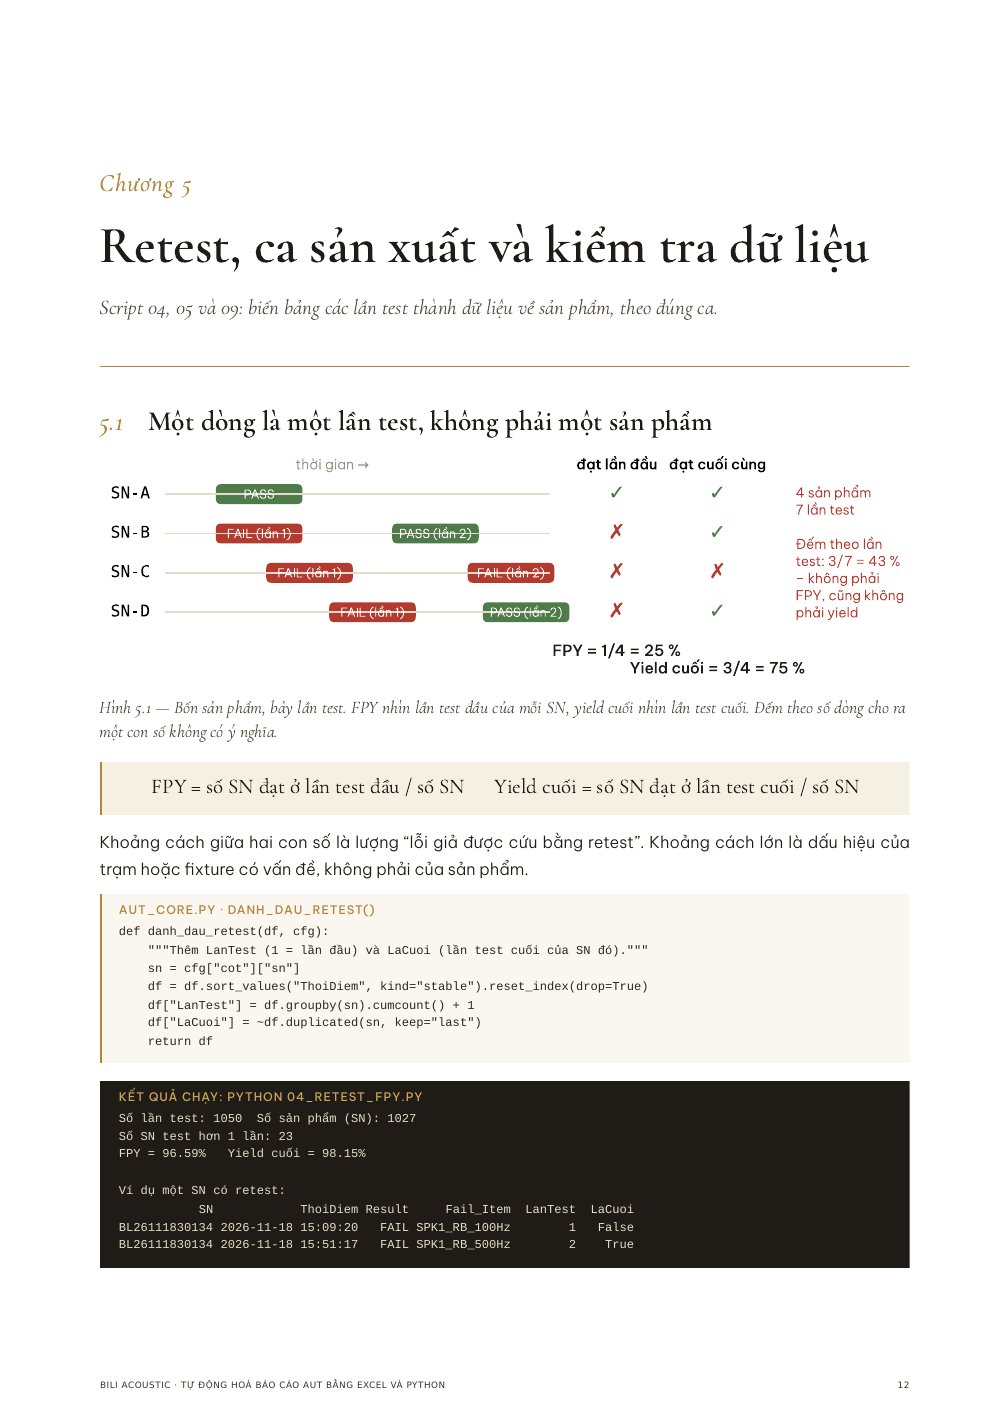 Chương 5
Retest, ca sản xuất và kiểm tra dữ liệu
Script 04, 05 và 09: biến bảng các lần test thành dữ liệu về sản phẩm, theo đúng ca.
5.1 Một dòng là một lần test, không phải một sản phẩm
thời gian → đạt lần đầu đạt cuối cùng
SN-A PASS ✓ ✓
SN-B FAIL (lần 1) PASS (lần 2) ✗ ✓
SN-C FAIL (lần 1) FAIL (lần 2) ✗ ✗
SN-D FAIL (lần 1) PASS (lần 2) ✗ ✓
4 sản phẩm
7 lần test
Đếm theo lần
test: 3/7 = 43 %
– không phải
FPY, cũng không
phải yield
FPY = 1/4 = 25 %
Yield cuối = 3/4 = 75 %
Hình 5.1 — Bốn sản phẩm, bảy lần test. FPY nhìn lần test đầu của mỗi SN, yield cuối nhìn lần test cuối. Đếm theo số dòng cho ra
một con số không có ý nghĩa.
FPY = số SN đạt ở lần test đầu / số SN Yield cuối = số SN đạt ở lần test cuối / số SN
Khoảng cách giữa hai con số là lượng “lỗi giả được cứu bằng retest”. Khoảng cách lớn là dấu hiệu của
trạm hoặc fixture có vấn đề, không phải của sản phẩm.
AUT_CORE.PY · DANH_DAU_RETEST()
def danh_dau_retest(df, cfg):
    """Thêm LanTest (1 = lần đầu) và LaCuoi (lần test cuối của SN đó)."""
    sn = cfg["cot"]["sn"]
    df = df.sort_values("ThoiDiem", kind="stable").reset_index(drop=True)
    df["LanTest"] = df.groupby(sn).cumcount() + 1
    df["LaCuoi"] = ~df.duplicated(sn, keep="last")
    return df
KẾT QUẢ CHẠY: PYTHON 04_RETEST_FPY.PY
Số lần test: 1050  Số sản phẩm (SN): 1027
Số SN test hơn 1 lần: 23
FPY = 96.59%   Yield cuối = 98.15%
Ví dụ một SN có retest:
           SN            ThoiDiem Result     Fail_Item  LanTest  LaCuoi
BL26111830134 2026-11-18 15:09:20   FAIL SPK1_RB_100Hz        1   False
BL26111830134 2026-11-18 15:51:17   FAIL SPK1_RB_500Hz        2    True
BILI ACOUSTIC · TỰ ĐỘNG HOÁ BÁO CÁO AUT BẰNG EXCEL VÀ PYTHON 12